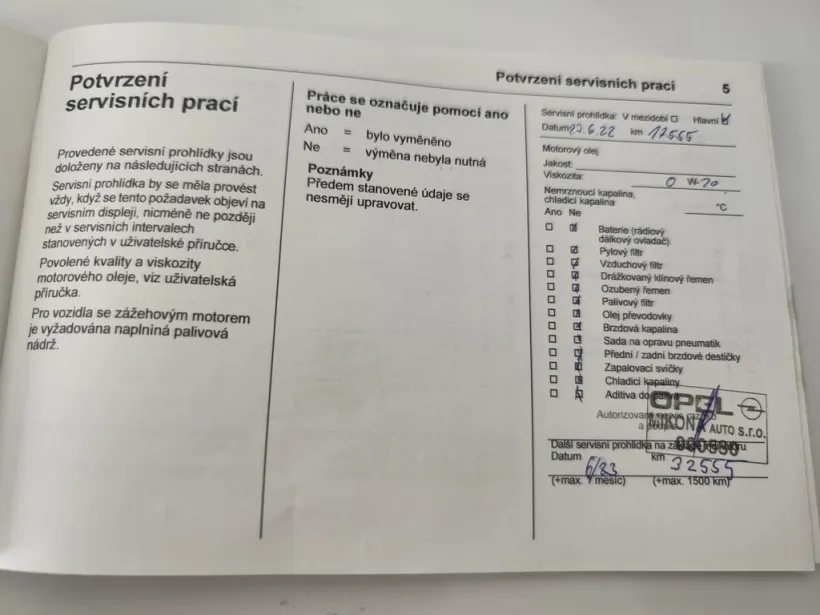 Potvrzení servisních prací
5
Potvrzení
servisních prací
Provedené servisní prohlídky jsou
doloženy na následujících stranách.
Servisní prohlídka by se měla provést
vždy, když se tento požadavek objeví na
servisním displeji, nicméně ne později
než v servisních intervalech
stanovených v uživatelské příručce.
Povolené kvality a viskozity
motorového oleje, viz uživatelská
příručka.
Pro vozidla se zážehovým motorem
je vyžadována naplniná palivová
nádrž.
Práce se označuje pomocí ano
nebo ne
Ano = bylo vyměněno
Ne = výměna nebyla nutná
Poznámky
Předem stanovené údaje se
nesmějí upravovat.
Servisní prohlídka: V mezidobí Hlavní
Datum 23.6.22 km 17555
Motorový olej
Jakost:
Viskozita: 0 W-20
Nemrznoucí kapalina,
chladicí kapalina °C
Ano Ne
Baterie (rádiový
dálkový ovladač)
Pylový filtr
Vzduchový filtr
Drážkovaný klínový řemen
Ozubený řemen
Palivový filtr
Olej převodovky
Brzdová kapalina
Sada na opravu pneumatik
Přední / zadní brzdové destičky
Zapalovací svíčky
Chladicí kapaliny
Aditiva do paliva
OPEL
MIKONA AUTO s.r.o.
Další servisní prohlídka na
Datum 6/23 km 32555
(+max. 1 měsíc) (+max. 1500 km)